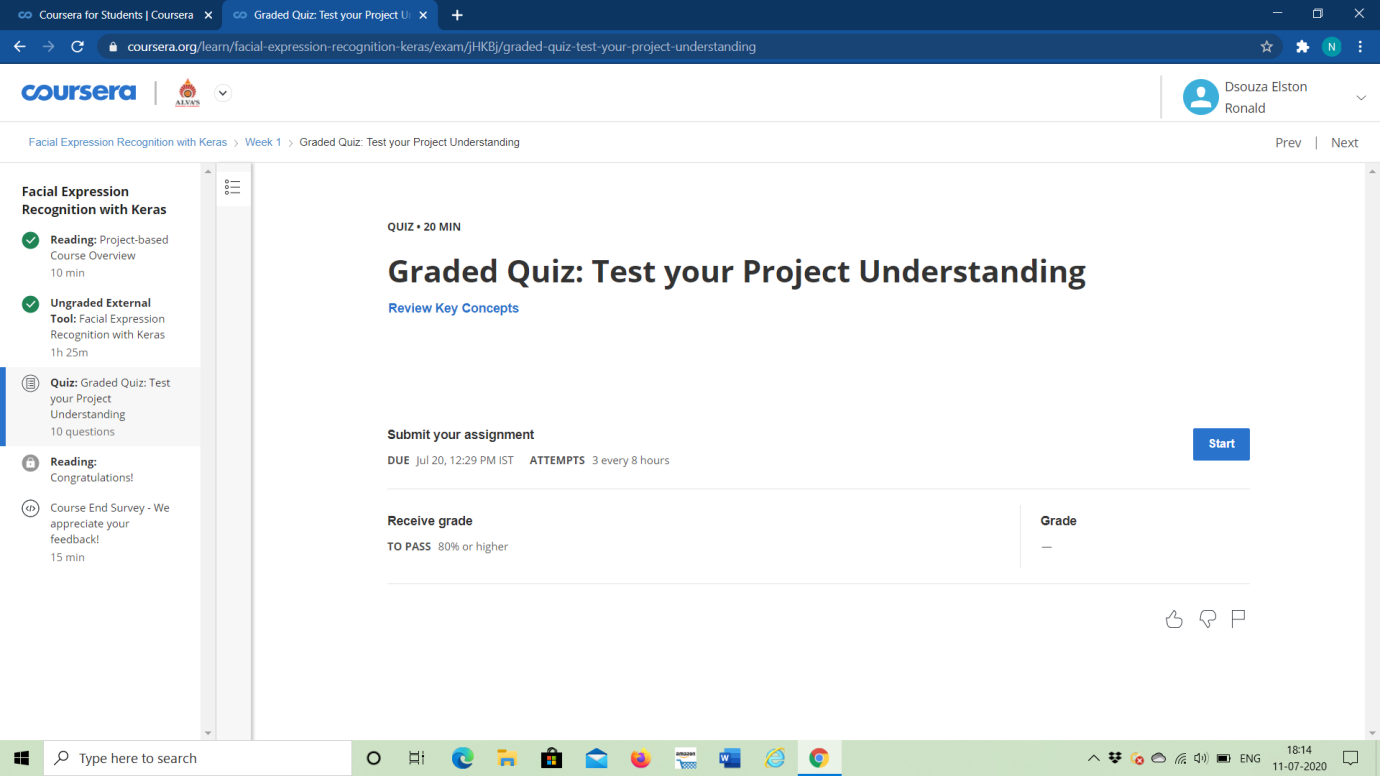 Coursera for Students | Coursera
Graded Quiz: Test your Project U
coursera.org/learn/facial-expression-recognition-keras/exam/jHKBj/graded-quiz-test-your-project-understanding
N
coursera
ALVA'S
Dsouza Elston
Ronald
Facial Expression Recognition with Keras > Week 1 > Graded Quiz: Test your Project Understanding
Prev | Next
Facial Expression
Recognition with Keras
Reading: Project-based
Course Overview
10 min
Ungraded External
Tool: Facial Expression
Recognition with Keras
1h 25m
Quiz: Graded Quiz: Test
your Project
Understanding
10 questions
Reading:
Congratulations!
Course End Survey - We
appreciate your
feedback!
15 min
QUIZ • 20 MIN
Graded Quiz: Test your Project Understanding
Review Key Concepts
Submit your assignment
DUE Jul 20, 12:29 PM IST ATTEMPTS 3 every 8 hours
Start
Receive grade
TO PASS 80% or higher
Grade
—
Type here to search
amazon
ENG
18:14
11-07-2020